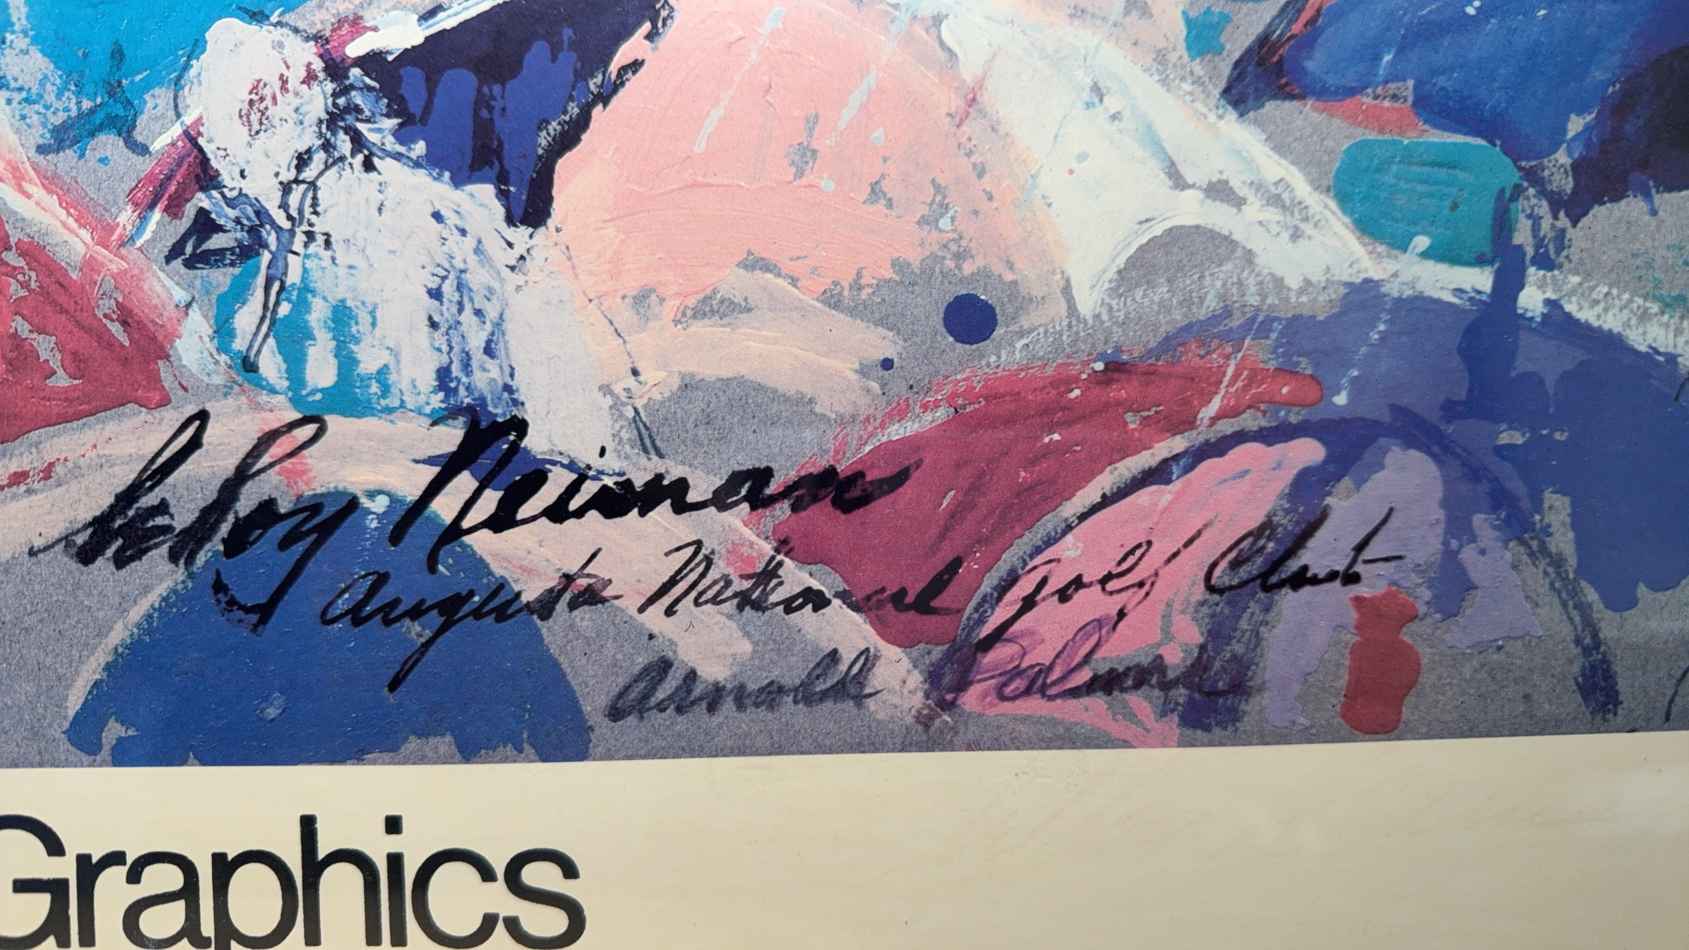 LeRoy Neiman
Augusta National Golf Club
Arnold Palmer
Graphics